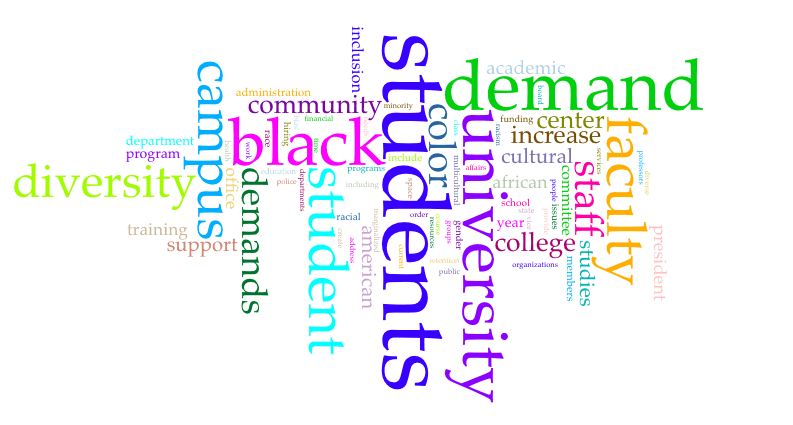 students
demand
university
black
faculty
student
campus
diversity
demands
color
community
staff
college
increase
center
cultural
american
african
studies
academic
inclusion
support
training
president
committee
office
program
department
administration
year
school
racial
gender
members
issues
people
funding
organizations
race
hiring
work
financial
minority
include
programs
including
education
police
departments
space
multicultural
affairs
order
resources
groups
public
current
retention
address
create
marginalized
services
professors
diverse
board
class
racism
state
time
health